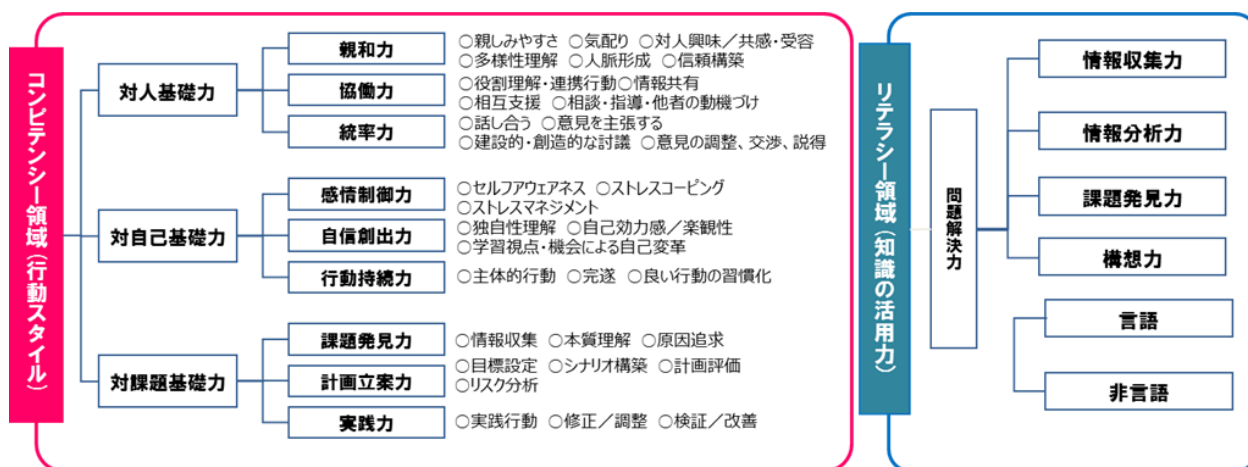 コンピテンシー領域(行動スタイル)
対人基礎力
親和力
○親しみやすさ ○気配り ○対人興味/共感・受容
○多様性理解 ○人脈形成 ○信頼構築
協働力
○役割理解・連携行動○情報共有
○相互支援 ○相談・指導・他者の動機づけ
統率力
○話し合う ○意見を主張する
○建設的・創造的な討議 ○意見の調整、交渉、説得
対自己基礎力
感情制御力
○セルフアウェアネス ○ストレスコーピング
○ストレスマネジメント
自信創出力
○独自性理解 ○自己効力感/楽観性
○学習視点・機会による自己変革
行動持続力
○主体的行動 ○完遂 ○良い行動の習慣化
対課題基礎力
課題発見力
○情報収集 ○本質理解 ○原因追求
計画立案力
○目標設定 ○シナリオ構築 ○計画評価
○リスク分析
実践力
○実践行動 ○修正/調整 ○検証/改善
リテラシー領域(知識の活用力)
問題解決力
情報収集力
情報分析力
課題発見力
構想力
言語
非言語